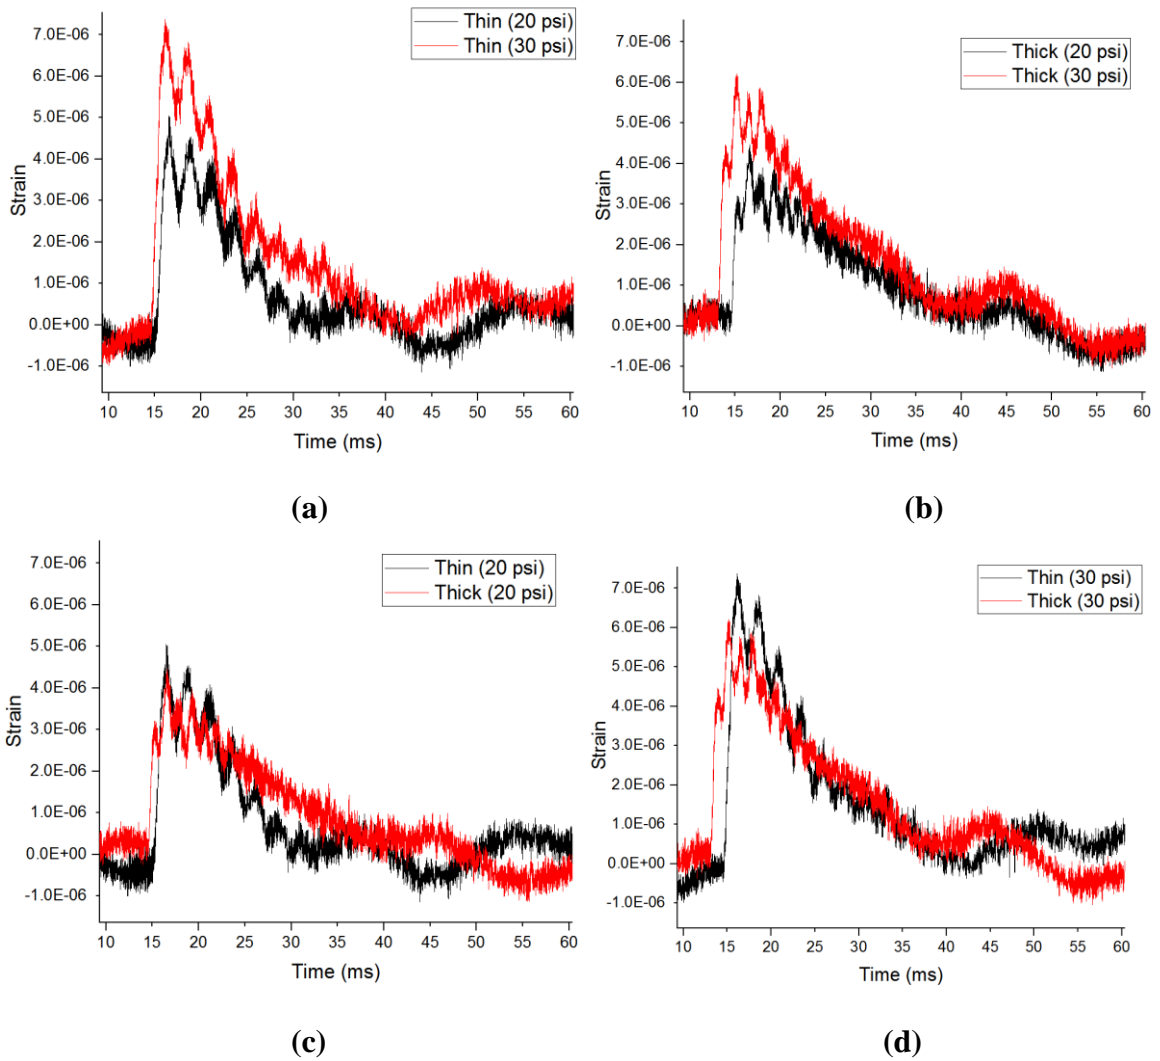 Thin (20 psi)
Thin (30 psi)
7.0E-06
6.0E-06
5.0E-06
4.0E-06
3.0E-06
2.0E-06
1.0E-06
0.0E+00
-1.0E-06
Strain
10 15 20 25 30 35 40 45 50 55 60
Time (ms)
(a)
Thick (20 psi)
Thick (30 psi)
7.0E-06
6.0E-06
5.0E-06
4.0E-06
3.0E-06
2.0E-06
1.0E-06
0.0E+00
-1.0E-06
Strain
10 15 20 25 30 35 40 45 50 55 60
Time (ms)
(b)
Thin (20 psi)
Thick (20 psi)
7.0E-06
6.0E-06
5.0E-06
4.0E-06
3.0E-06
2.0E-06
1.0E-06
0.0E+00
-1.0E-06
Strain
10 15 20 25 30 35 40 45 50 55 60
Time (ms)
(c)
Thin (30 psi)
Thick (30 psi)
7.0E-06
6.0E-06
5.0E-06
4.0E-06
3.0E-06
2.0E-06
1.0E-06
0.0E+00
-1.0E-06
Strain
10 15 20 25 30 35 40 45 50 55 60
Time (ms)
(d)